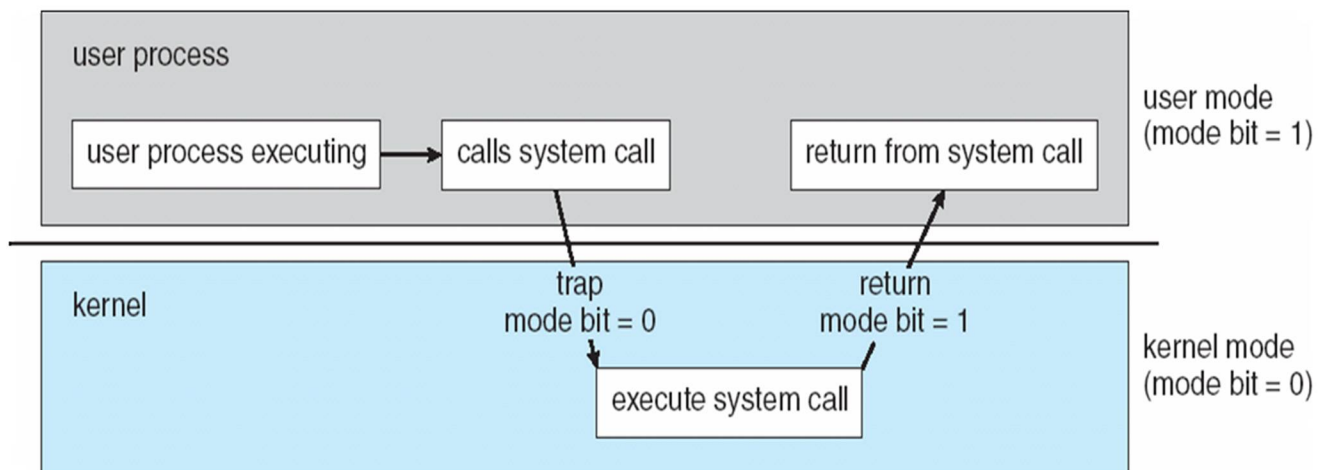 user process
user process executing
calls system call
return from system call
user mode
(mode bit = 1)
kernel
trap
mode bit = 0
return
mode bit = 1
execute system call
kernel mode
(mode bit = 0)